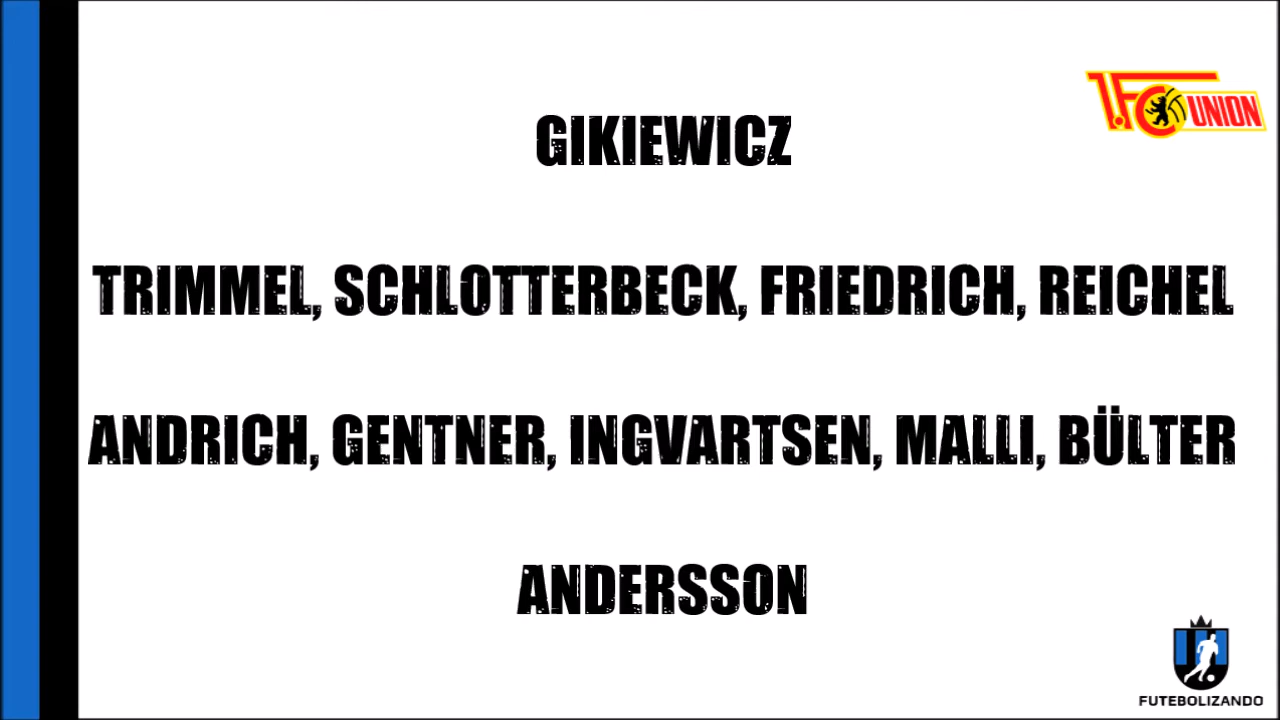 1.FC UNION
GIKIEWICZ
TRIMMEL, SCHLOTTERBECK, FRIEDRICH, REICHEL
ANDRICH, GENTNER, INGVARTSEN, MALLI, BÜLTER
ANDERSSON
FUTEBOLIZANDO